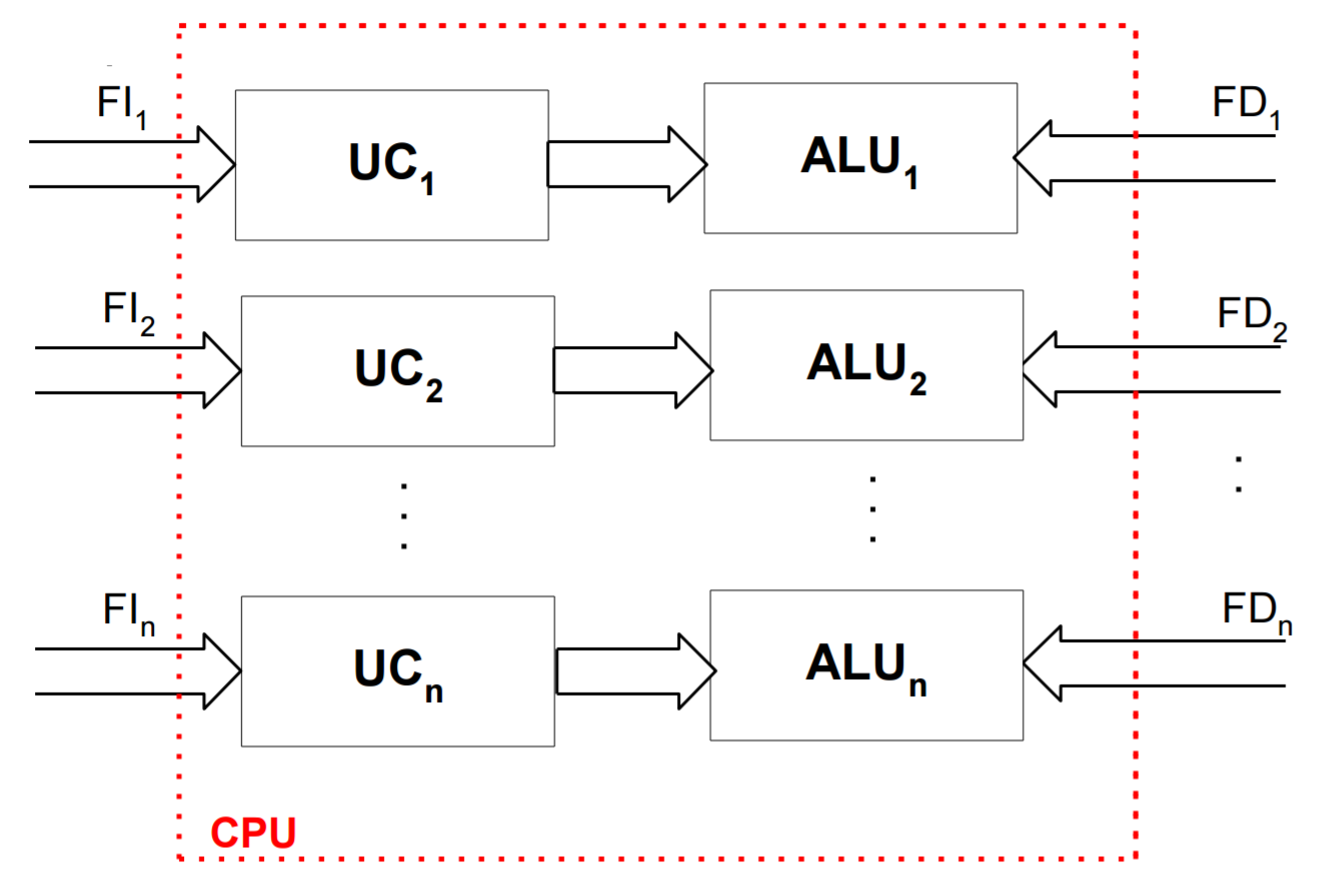 FI1
UC1
ALU1
FD1
FI2
UC2
ALU2
FD2
FIn
UCn
ALUn
FDn
CPU